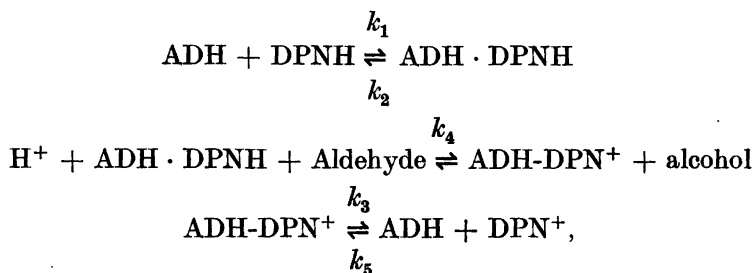 k₁
ADH + DPNH ⇌ ADH · DPNH
k₂
k₄
H⁺ + ADH · DPNH + Aldehyde ⇌ ADH-DPN⁺ + alcohol
k₃
ADH-DPN⁺ ⇌ ADH + DPN⁺,
k₅